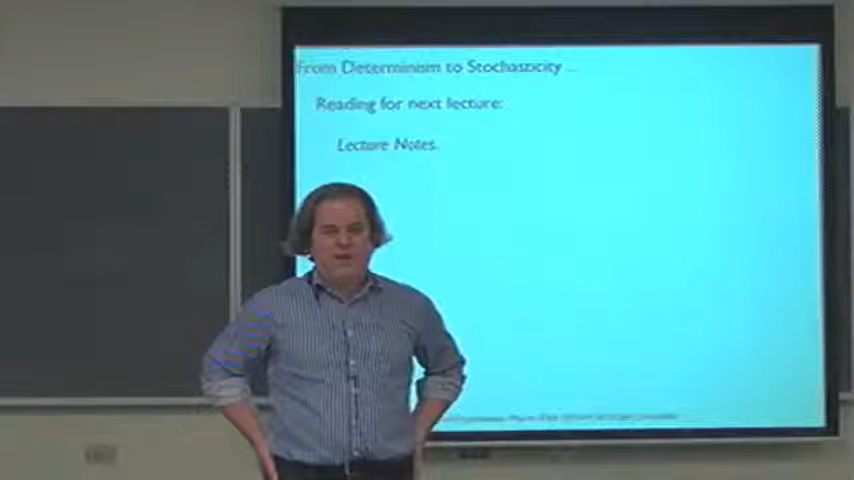 From Determinism to Stochasticity ...
Reading for next lecture:
Lecture Notes.